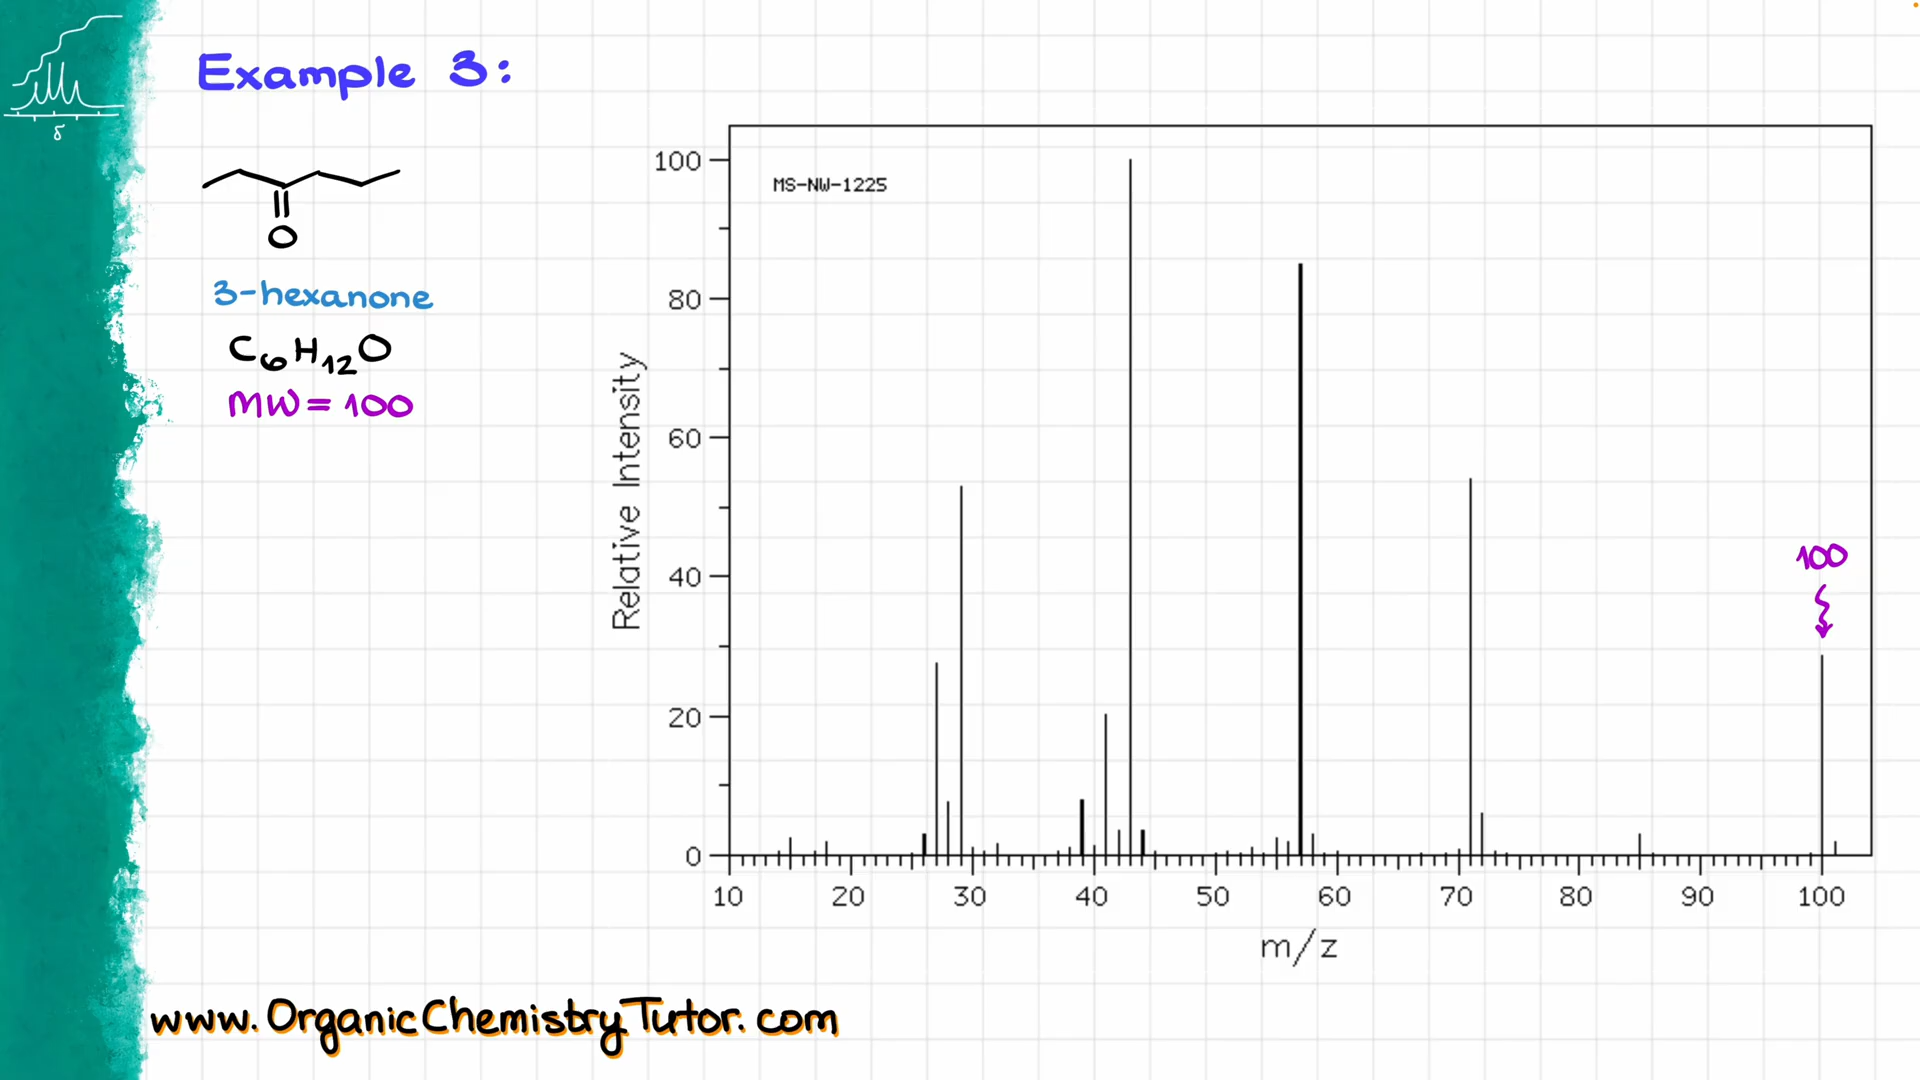 δ
Example 3:
O
3-hexanone
C₆H₁₂O
MW = 100
MS-NW-1225
Relative Intensity
100
80
60
40
20
0
100
10 20 30 40 50 60 70 80 90 100
m/z
www.OrganicChemistryTutor.com